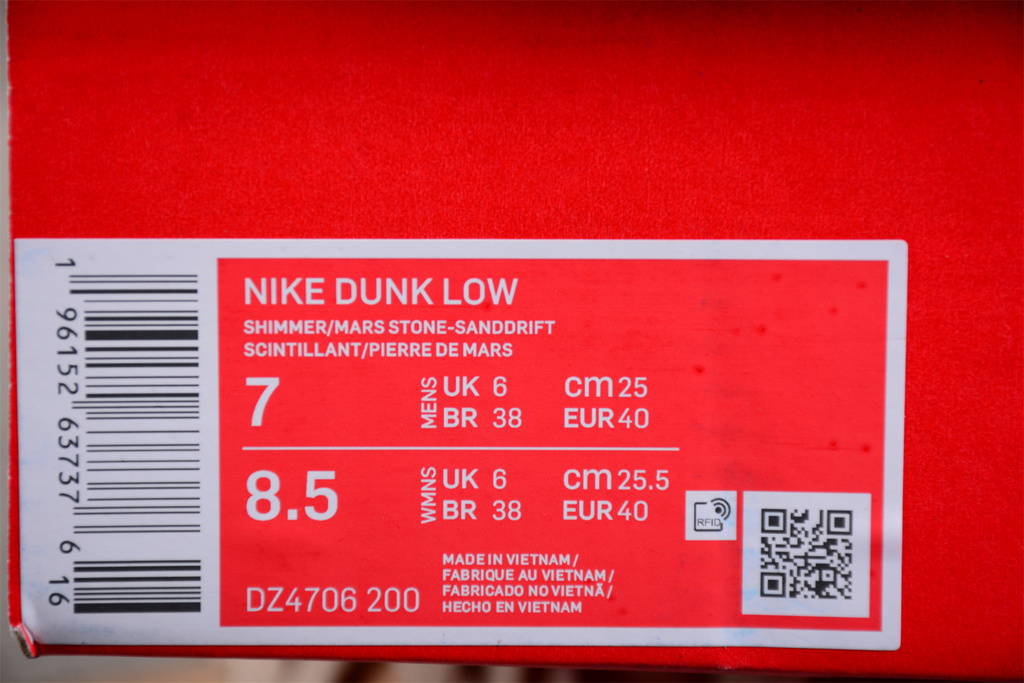 NIKE DUNK LOW
SHIMMER/MARS STONE-SANDDRIFT
SCINTILLANT/PIERRE DE MARS
7 MENS UK 6 cm 25
BR 38 EUR 40
8.5 WMNS UK 6 cm 25.5
BR 38 EUR 40
RFID
MADE IN VIETNAM /
FABRIQUE AU VIETNAM /
FABRICADO NO VIETNÃ /
HECHO EN VIETNAM
DZ4706 200
1 96152 63737 6 16